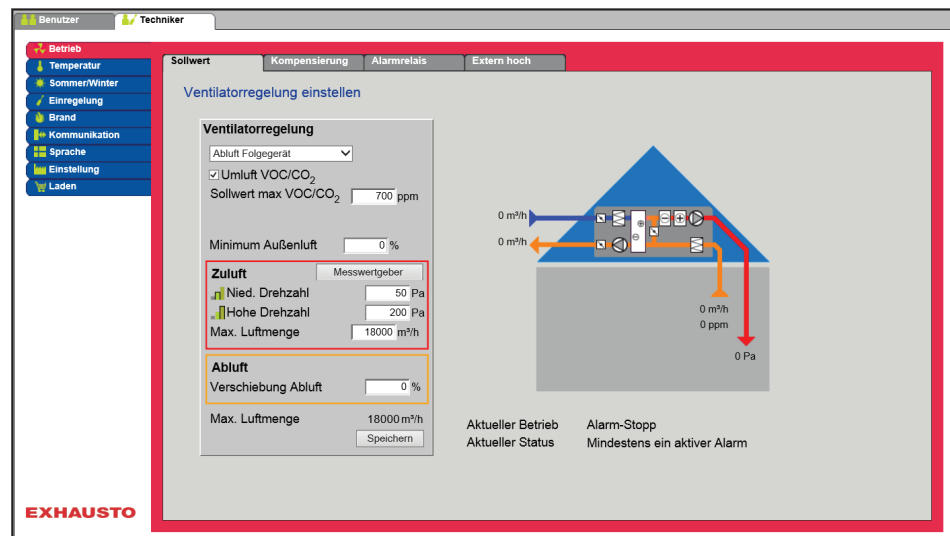 Benutzer Techniker
Betrieb
Temperatur
Sommer/Winter
Einregelung
Brand
Kommunikation
Sprache
Einstellung
Laden
EXHAUSTO
Sollwert Kompensierung Alarmrelais Extern hoch
Ventilatorregelung einstellen
Ventilatorregelung
Abluft Folgegerät
Umluft VOC/CO2
Sollwert max VOC/CO2 700 ppm
Minimum Außenluft 0 %
Zuluft Messwertgeber
Nied. Drehzahl 50 Pa
Hohe Drehzahl 200 Pa
Max. Luftmenge 18000 m³/h
Abluft
Verschiebung Abluft 0 %
Max. Luftmenge 18000 m³/h
Speichern
0 m³/h
0 m³/h
0 m³/h
0 ppm
0 Pa
Aktueller Betrieb Alarm-Stopp
Aktueller Status Mindestens ein aktiver Alarm